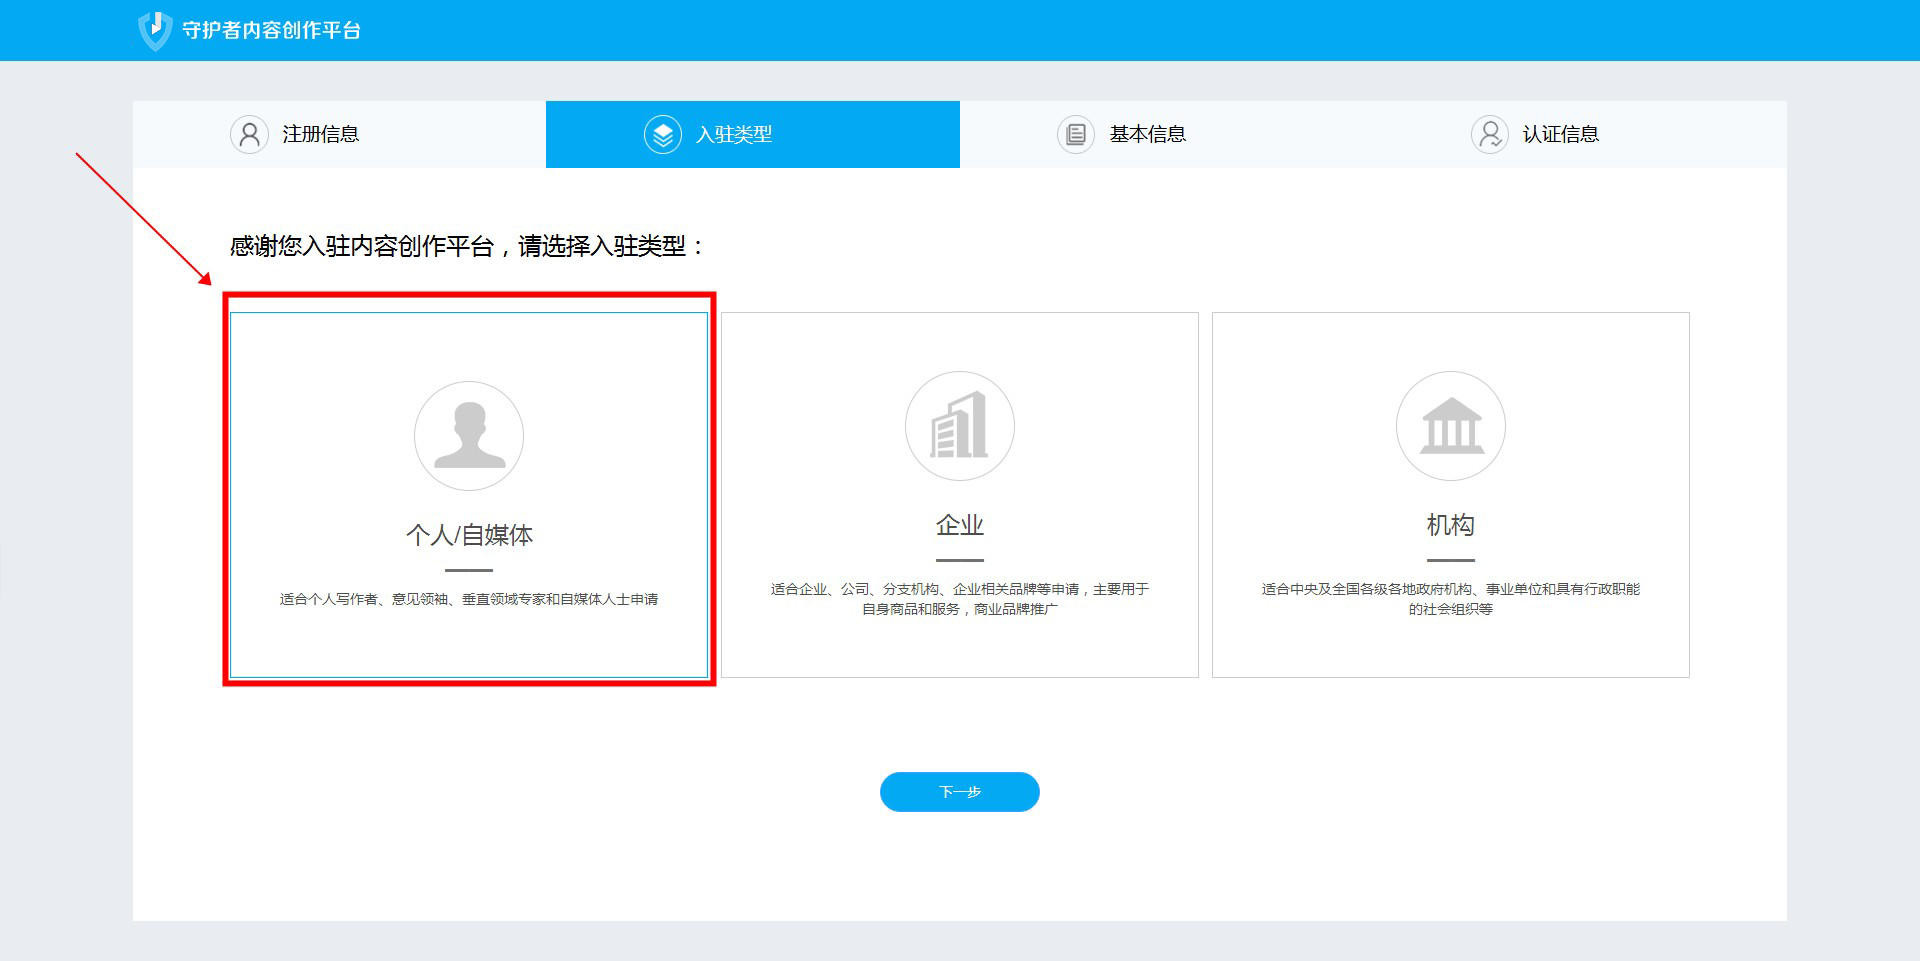 守护者内容创作平台
注册信息
入驻类型
基本信息
认证信息
感谢您入驻内容创作平台，请选择入驻类型：
个人/自媒体
适合个人写作者、意见领袖、垂直领域专家和自媒体人士申请
企业
适合企业、公司、分支机构、企业相关品牌等申请，主要用于
自身商品和服务，商业品牌推广
机构
适合中央及全国各级各地政府机构、事业单位和具有行政职能
的社会组织等
下一步